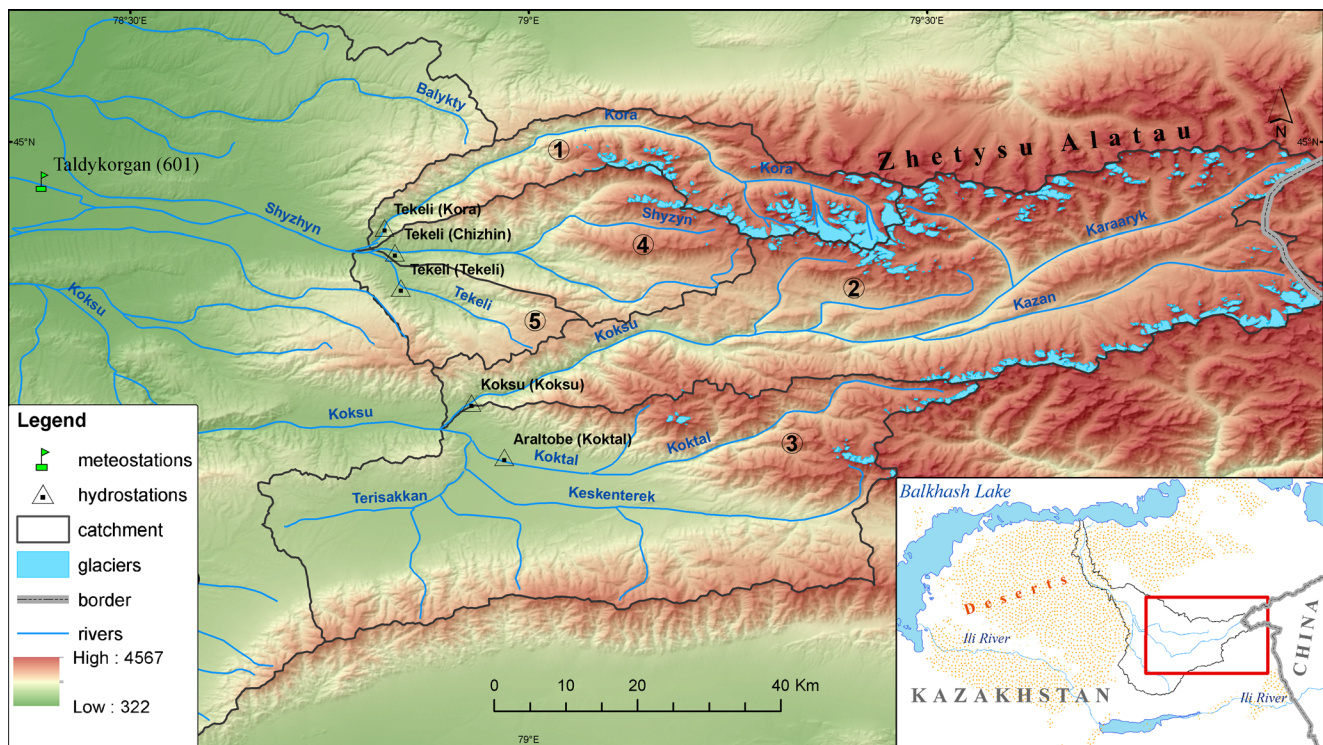 78°30'E
79°E
79°30'E
Balykty
Kora
45°N
45°N
N
Zhetysu Alatau
1
Taldykorgan (601)
Kora
Tekeli (Kora)
Shyzhyn
Shyzyn
Karaaryk
Tekeli (Chizhin)
4
Tekeli (Tekeli)
2
Koksu
Tekeli
Kazan
5
Koksu
Koksu (Koksu)
Koksu
Araltobe (Koktal)
Koktal
3
Koktal
Terisakkan
Keskenterek
Legend
meteostations
hydrostations
catchment
glaciers
border
rivers
High : 4567
Low : 322
0 10 20 40 Km
79°E
Balkhash Lake
Deserts
Ili River
CHINA
KAZAKHSTAN
Ili River